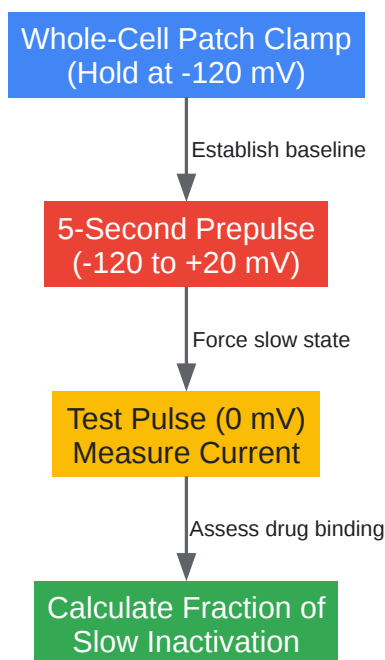 Whole-Cell Patch Clamp
(Hold at -120 mV)
Establish baseline
5-Second Prepulse
(-120 to +20 mV)
Force slow state
Test Pulse (0 mV)
Measure Current
Assess drug binding
Calculate Fraction of
Slow Inactivation